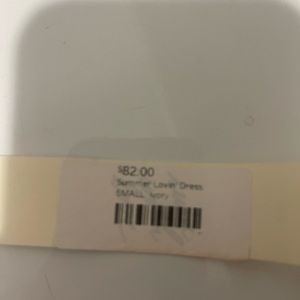 $82.00
Summer Lovin' Dress
SMALL Ivory